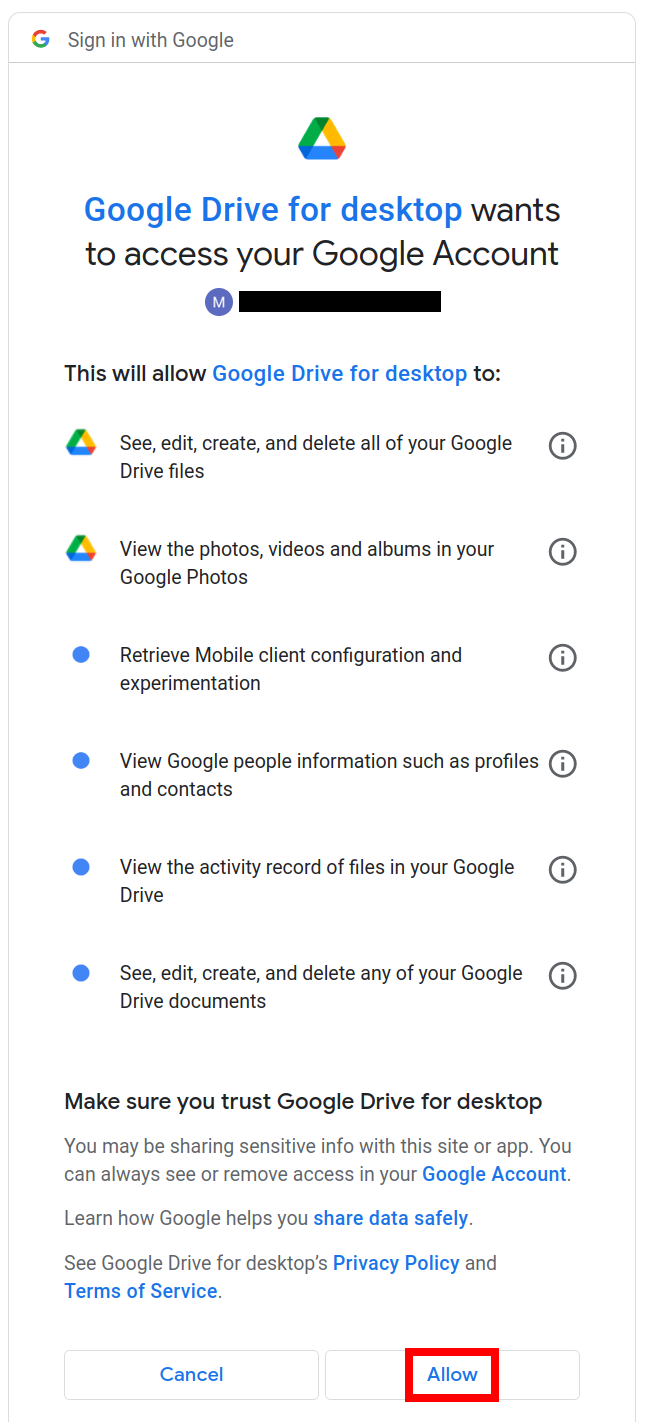 Sign in with Google
Google Drive for desktop wants
to access your Google Account
M
This will allow Google Drive for desktop to:
See, edit, create, and delete all of your Google
Drive files
View the photos, videos and albums in your
Google Photos
Retrieve Mobile client configuration and
experimentation
View Google people information such as profiles
and contacts
View the activity record of files in your Google
Drive
See, edit, create, and delete any of your Google
Drive documents
Make sure you trust Google Drive for desktop
You may be sharing sensitive info with this site or app. You
can always see or remove access in your Google Account.
Learn how Google helps you share data safely.
See Google Drive for desktop's Privacy Policy and
Terms of Service.
Cancel Allow